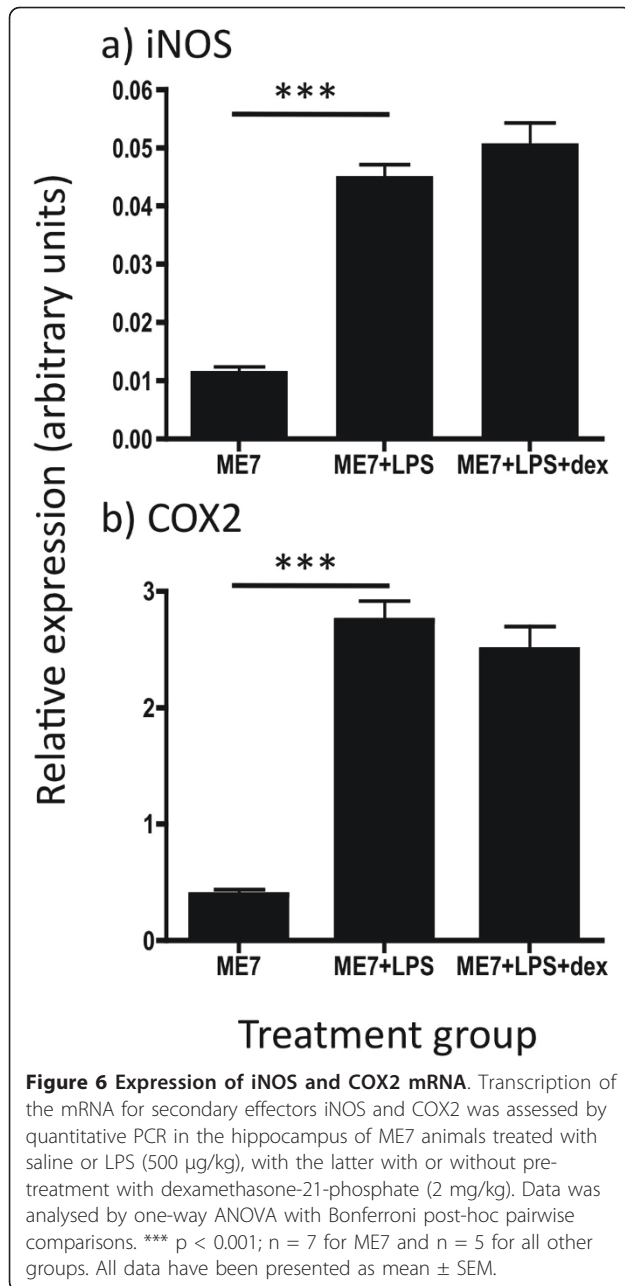 a) iNOS
***
0.06
0.05
0.04
0.03
0.02
0.01
0.00
ME7 ME7+LPS ME7+LPS+dex
Relative expression (arbitrary units)
b) COX2
***
3
2
1
0
ME7 ME7+LPS ME7+LPS+dex
Treatment group
Figure 6 Expression of iNOS and COX2 mRNA. Transcription of
the mRNA for secondary effectors iNOS and COX2 was assessed by
quantitative PCR in the hippocampus of ME7 animals treated with
saline or LPS (500 μg/kg), with the latter with or without pre-
treatment with dexamethasone-21-phosphate (2 mg/kg). Data was
analysed by one-way ANOVA with Bonferroni post-hoc pairwise
comparisons. *** p < 0.001; n = 7 for ME7 and n = 5 for all other
groups. All data have been presented as mean ± SEM.